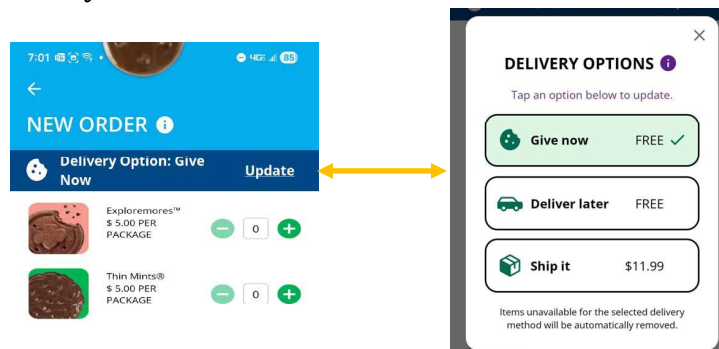 7:01
4G 85
NEW ORDER i
Delivery Option: Give
Now
Update
Exploremores™
$ 5.00 PER
PACKAGE
0
Thin Mints®
$ 5.00 PER
PACKAGE
0
DELIVERY OPTIONS i
Tap an option below to update.
Give now FREE
Deliver later FREE
Ship it $11.99
Items unavailable for the selected delivery
method will be automatically removed.